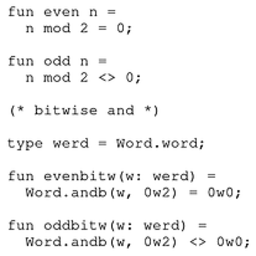 fun even n =
  n mod 2 = 0;
fun odd n =
  n mod 2 <> 0;
(* bitwise and *)
type werd = Word.word;
fun evenbitw(w: werd) =
  Word.andb(w, 0w2) = 0w0;
fun oddbitw(w: werd) =
  Word.andb(w, 0w2) <> 0w0;